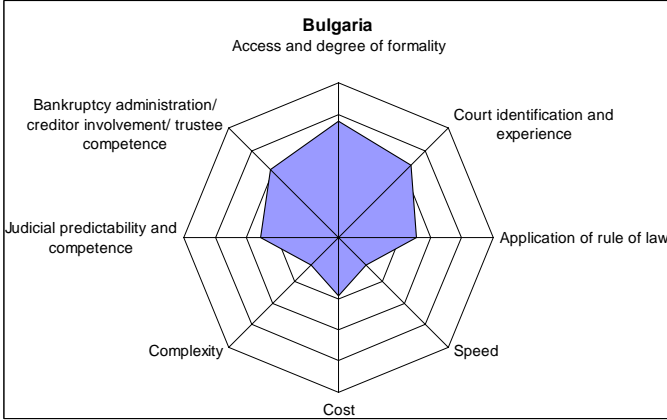 Bulgaria
Access and degree of formality
Bankruptcy administration/
creditor involvement/ trustee
competence
Court identification and
experience
Judicial predictability and
competence
Application of rule of law
Complexity
Speed
Cost